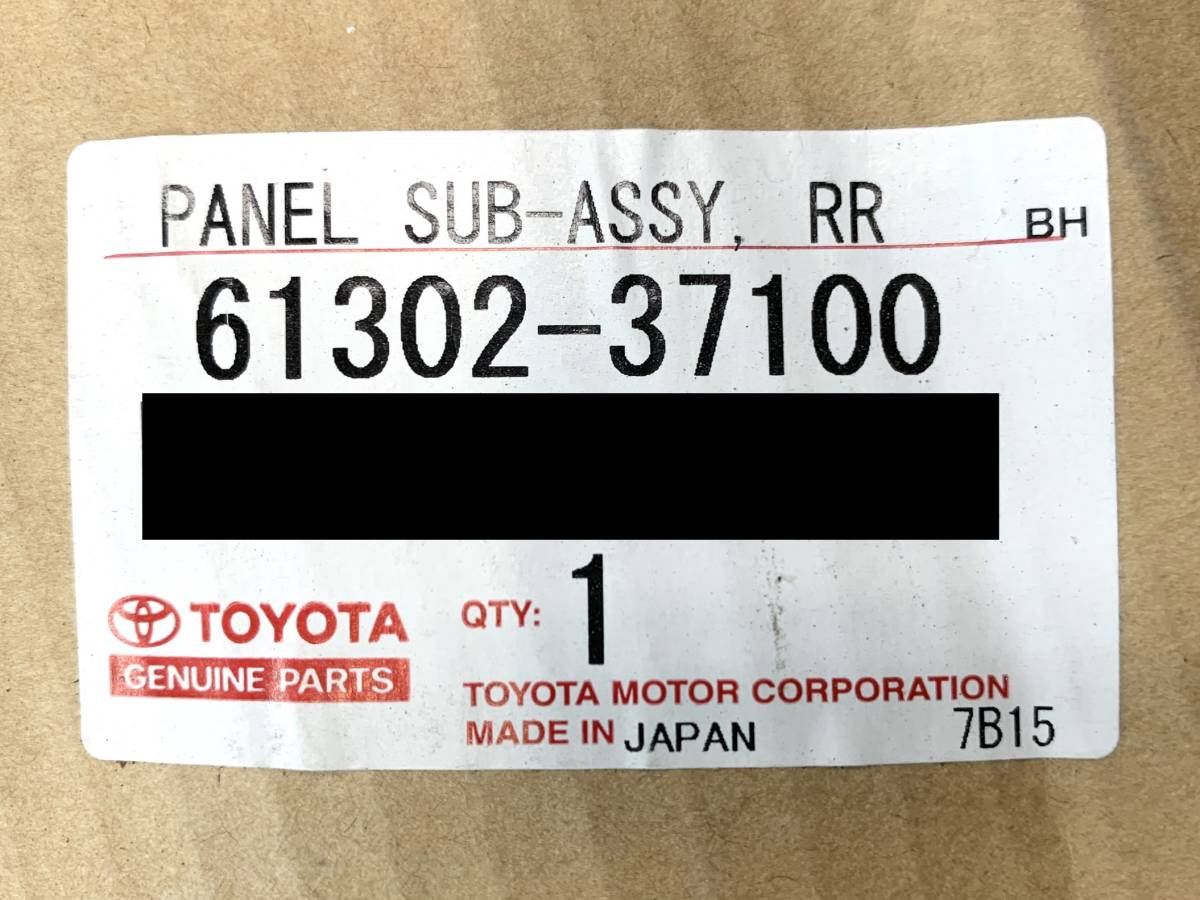 PANEL SUB-ASSY, RR BH
61302-37100
1
TOYOTA QTY:
GENUINE PARTS
TOYOTA MOTOR CORPORATION
MADE IN JAPAN 7B15